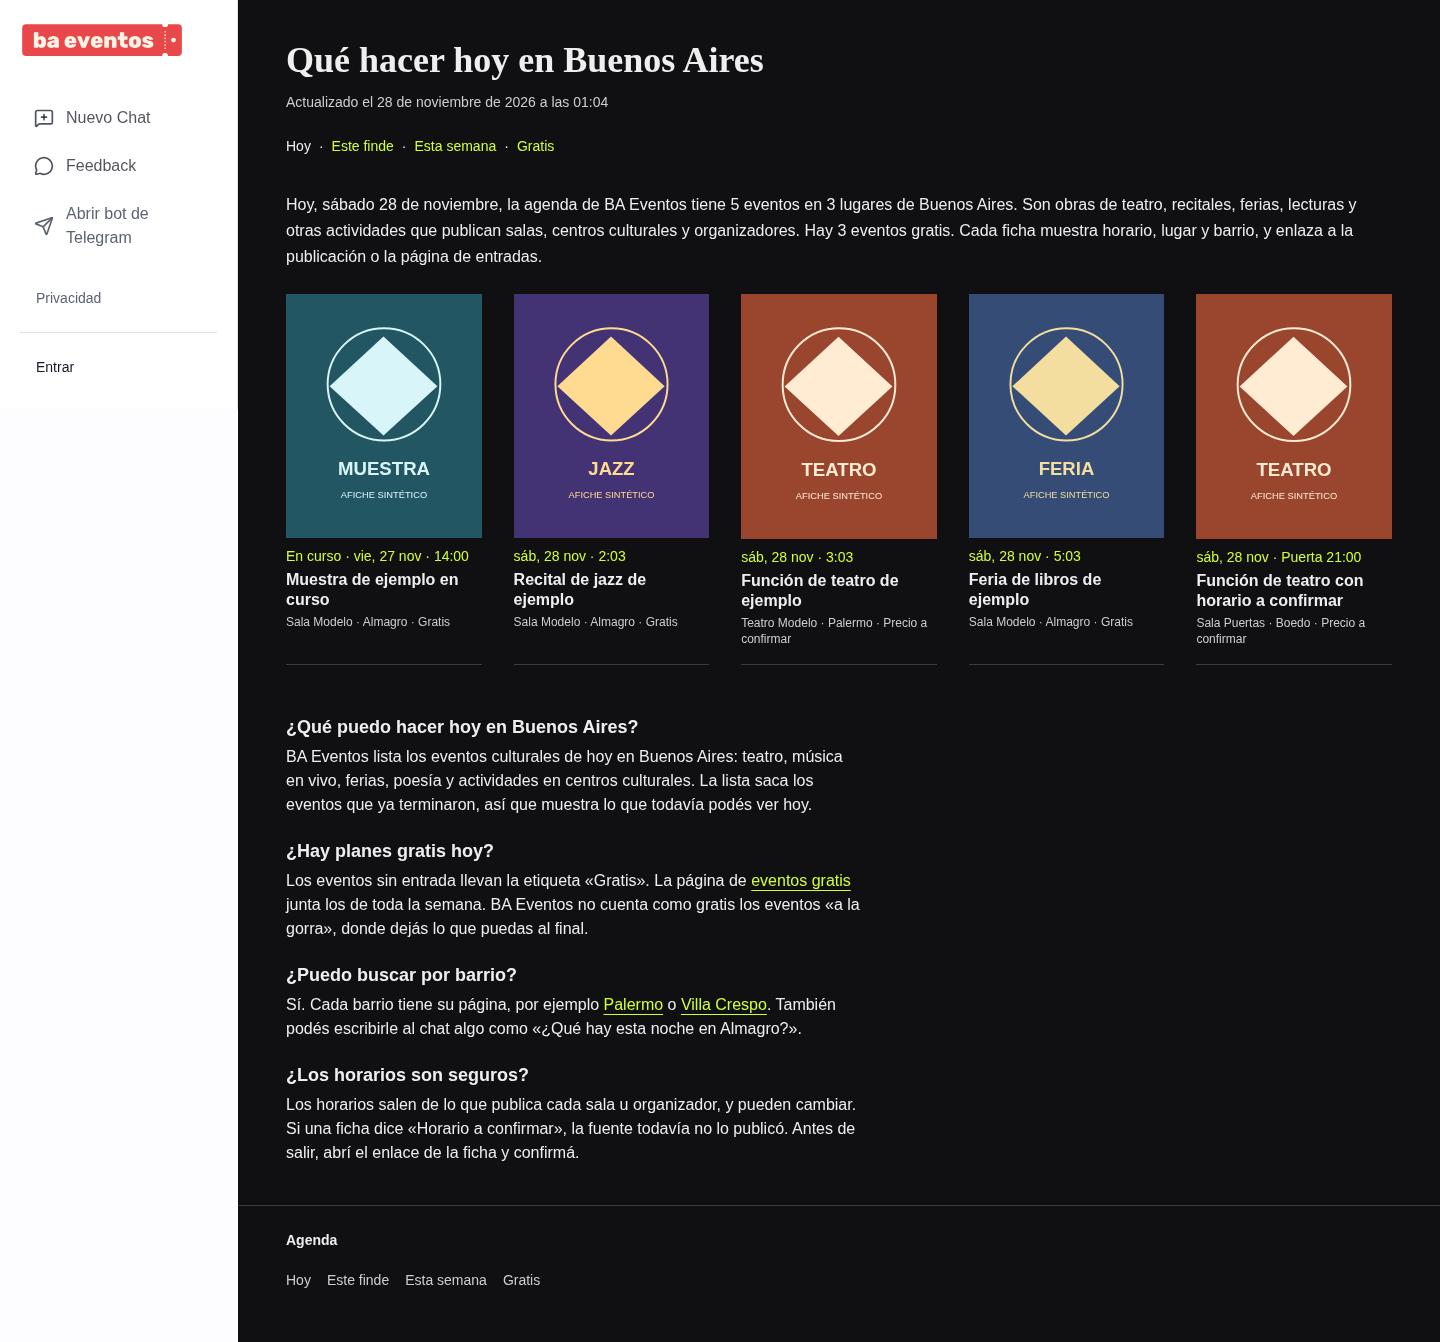 ba eventos
Nuevo Chat
Feedback
Abrir bot de
Telegram
Privacidad
Entrar
Qué hacer hoy en Buenos Aires
Actualizado el 28 de noviembre de 2026 a las 01:04
Hoy · Este finde · Esta semana · Gratis
Hoy, sábado 28 de noviembre, la agenda de BA Eventos tiene 5 eventos en 3 lugares de Buenos Aires. Son obras de teatro, recitales, ferias, lecturas y
otras actividades que publican salas, centros culturales y organizadores. Hay 3 eventos gratis. Cada ficha muestra horario, lugar y barrio, y enlaza a la
publicación o la página de entradas.
MUESTRA
AFICHE SINTÉTICO
En curso · vie, 27 nov · 14:00
Muestra de ejemplo en
curso
Sala Modelo · Almagro · Gratis
JAZZ
AFICHE SINTÉTICO
sáb, 28 nov · 2:03
Recital de jazz de
ejemplo
Sala Modelo · Almagro · Gratis
TEATRO
AFICHE SINTÉTICO
sáb, 28 nov · 3:03
Función de teatro de
ejemplo
Teatro Modelo · Palermo · Precio a
confirmar
FERIA
AFICHE SINTÉTICO
sáb, 28 nov · 5:03
Feria de libros de
ejemplo
Sala Modelo · Almagro · Gratis
TEATRO
AFICHE SINTÉTICO
sáb, 28 nov · Puerta 21:00
Función de teatro con
horario a confirmar
Sala Puertas · Boedo · Precio a
confirmar
¿Qué puedo hacer hoy en Buenos Aires?
BA Eventos lista los eventos culturales de hoy en Buenos Aires: teatro, música
en vivo, ferias, poesía y actividades en centros culturales. La lista saca los
eventos que ya terminaron, así que muestra lo que todavía podés ver hoy.
¿Hay planes gratis hoy?
Los eventos sin entrada llevan la etiqueta «Gratis». La página de eventos gratis
junta los de toda la semana. BA Eventos no cuenta como gratis los eventos «a la
gorra», donde dejás lo que puedas al final.
¿Puedo buscar por barrio?
Sí. Cada barrio tiene su página, por ejemplo Palermo o Villa Crespo. También
podés escribirle al chat algo como «¿Qué hay esta noche en Almagro?».
¿Los horarios son seguros?
Los horarios salen de lo que publica cada sala u organizador, y pueden cambiar.
Si una ficha dice «Horario a confirmar», la fuente todavía no lo publicó. Antes de
salir, abrí el enlace de la ficha y confirmá.
Agenda
Hoy Este finde Esta semana Gratis